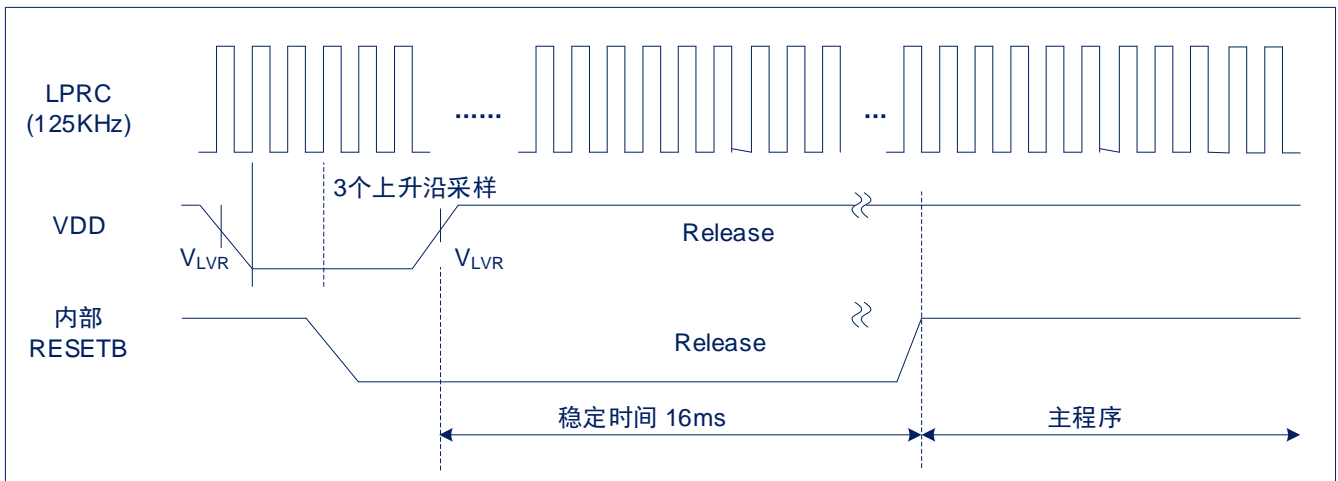 LPRC
(125KHz)
......
...
3个上升沿采样
VDD
VLVR
VLVR
Release
内部
RESETB
Release
稳定时间 16ms
主程序